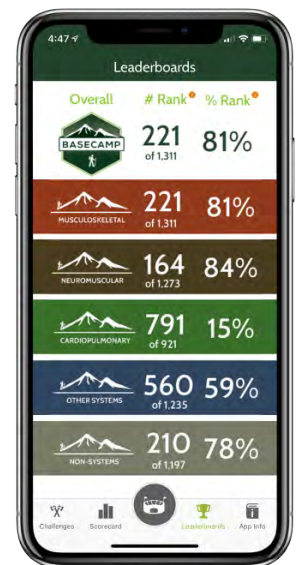 4:47
Leaderboards
Overall # Rank % Rank
BASECAMP
221
of 1,311
81%
MUSCULOSKELETAL
221
of 1,311
81%
NEUROMUSCULAR
164
of 1,273
84%
CARDIOPULMONARY
791
of 921
15%
OTHER SYSTEMS
560
of 1,235
59%
NON-SYSTEMS
210
of 1,197
78%
Challenges Scorecard Leaderboards App Info